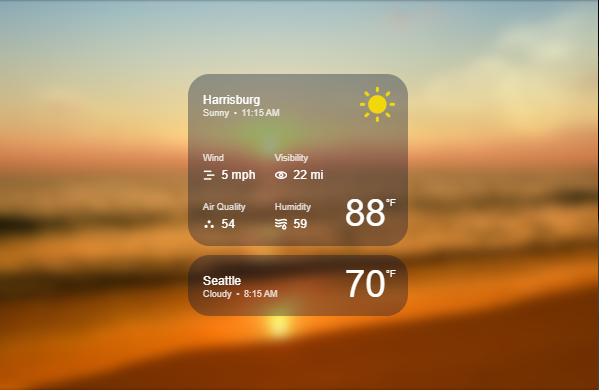 Harrisburg
Sunny • 11:15 AM
Wind Visibility
5 mph 22 mi
Air Quality Humidity
54 59
88°F
Seattle
Cloudy • 8:15 AM
70°F